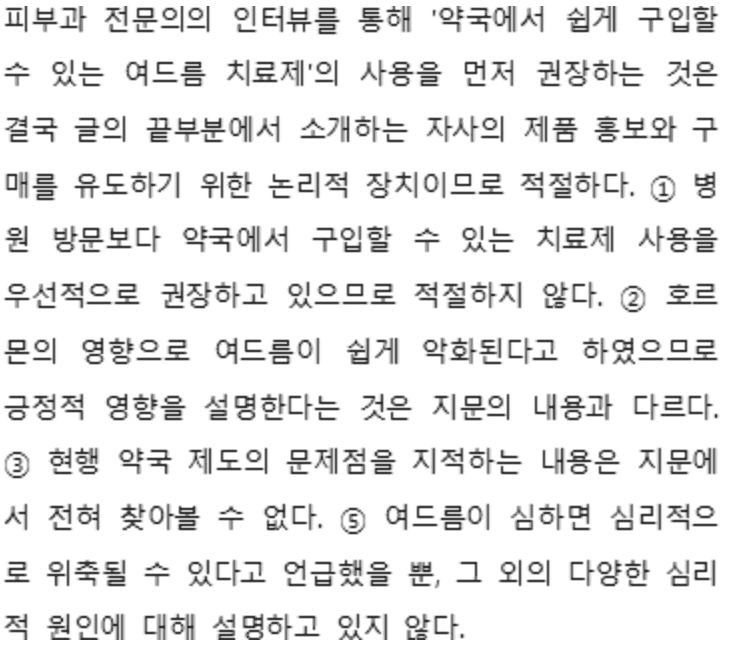 피부과 전문의의 인터뷰를 통해 '약국에서 쉽게 구입할
수 있는 여드름 치료제'의 사용을 먼저 권장하는 것은
결국 글의 끝부분에서 소개하는 자사의 제품 홍보와 구
매를 유도하기 위한 논리적 장치이므로 적절하다. ① 병
원 방문보다 약국에서 구입할 수 있는 치료제 사용을
우선적으로 권장하고 있으므로 적절하지 않다. ② 호르
몬의 영향으로 여드름이 쉽게 악화된다고 하였으므로
긍정적 영향을 설명한다는 것은 지문의 내용과 다르다.
③ 현행 약국 제도의 문제점을 지적하는 내용은 지문에
서 전혀 찾아볼 수 없다. ⑤ 여드름이 심하면 심리적으
로 위축될 수 있다고 언급했을 뿐, 그 외의 다양한 심리
적 원인에 대해 설명하고 있지 않다.